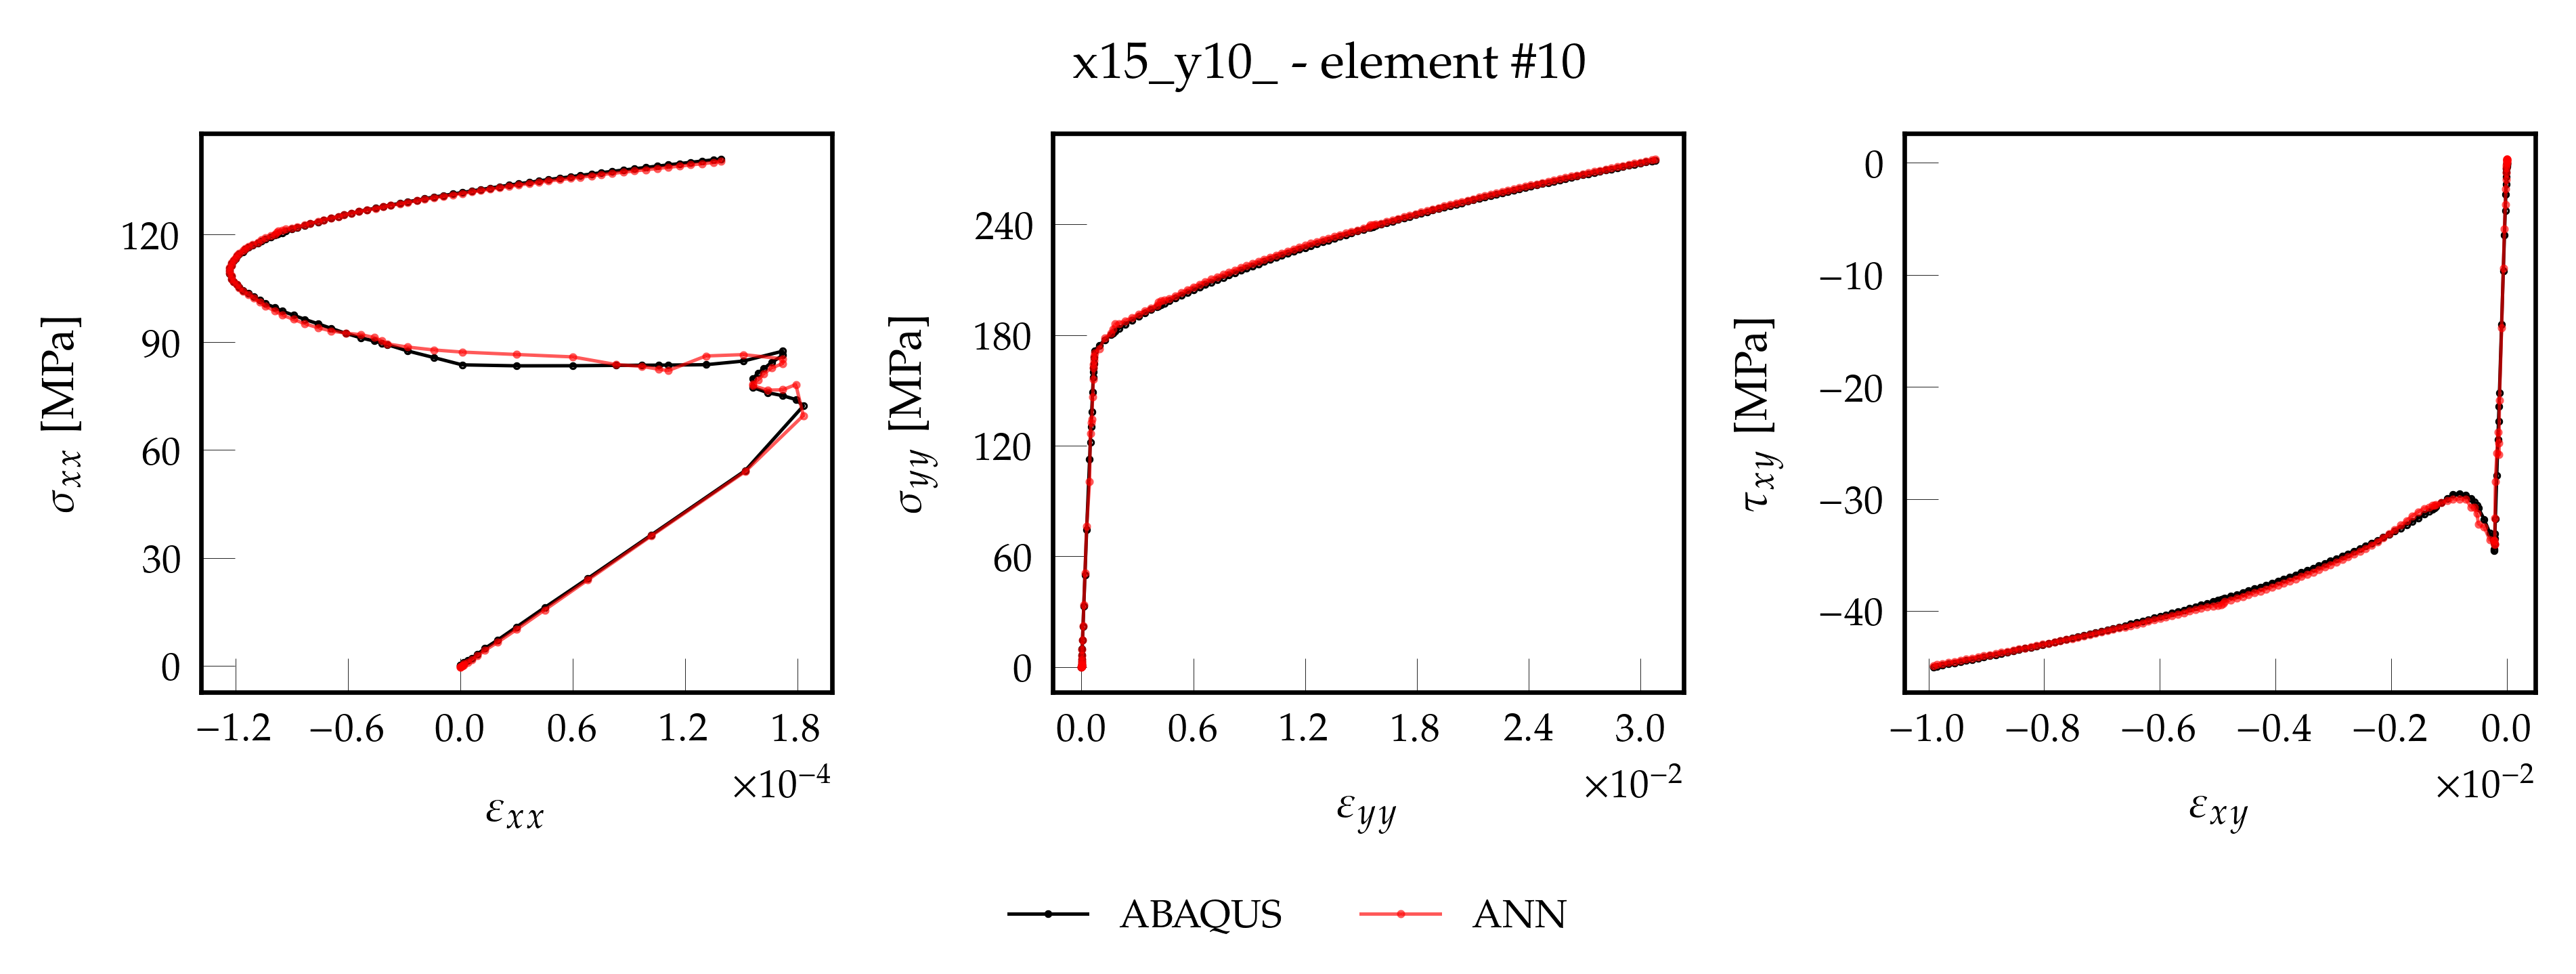 x15_y10_ - element #10
σxx [MPa]
120
90
60
30
0
−1.2 −0.6 0.0 0.6 1.2 1.8
×10−4
εxx
σyy [MPa]
240
180
120
60
0
0.0 0.6 1.2 1.8 2.4 3.0
×10−2
εyy
τxy [MPa]
0
−10
−20
−30
−40
−1.0 −0.8 −0.6 −0.4 −0.2 0.0
×10−2
εxy
ABAQUS ANN